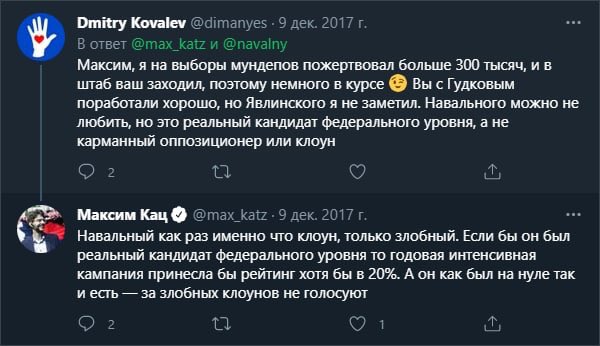 Dmitry Kovalev @dimanyes · 9 дек. 2017 г.
В ответ @max_katz и @navalny
Максим, я на выборы мундепов пожертвовал больше 300 тысяч, и в
штаб ваш заходил, поэтому немного в курсе 😉 Вы с Гудковым
поработали хорошо, но Явлинского я не заметил. Навального можно не
любить, но это реальный кандидат федерального уровня, а не
карманный оппозиционер или клоун
2
Максим Кац @max_katz · 9 дек. 2017 г.
Навальный как раз именно что клоун, только злобный. Если бы он был
реальный кандидат федерального уровня то годовая интенсивная
кампания принесла бы рейтинг хотя бы в 20%. А он как был на нуле так
и есть — за злобных клоунов не голосуют
2 1